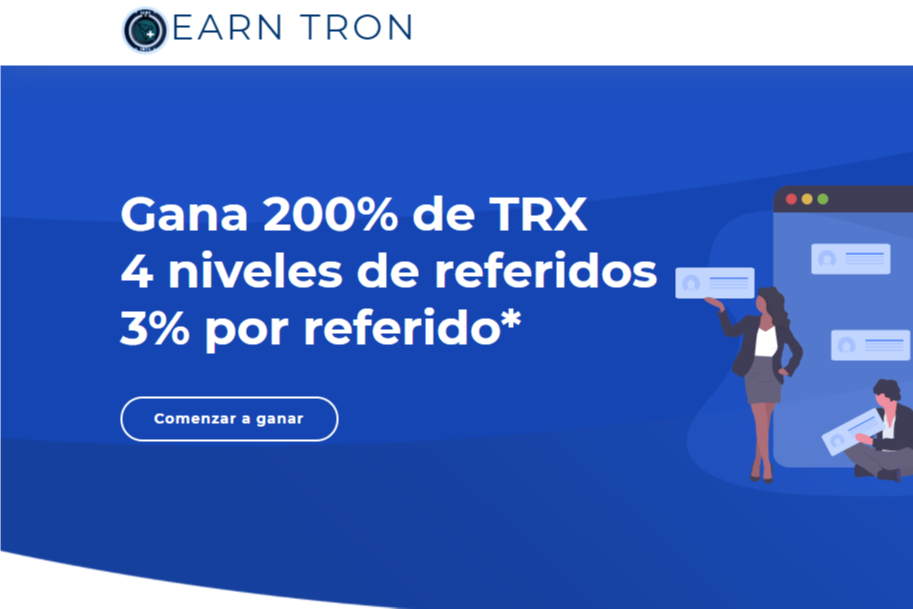 EARN TRON
Gana 200% de TRX
4 niveles de referidos
3% por referido*
Comenzar a ganar